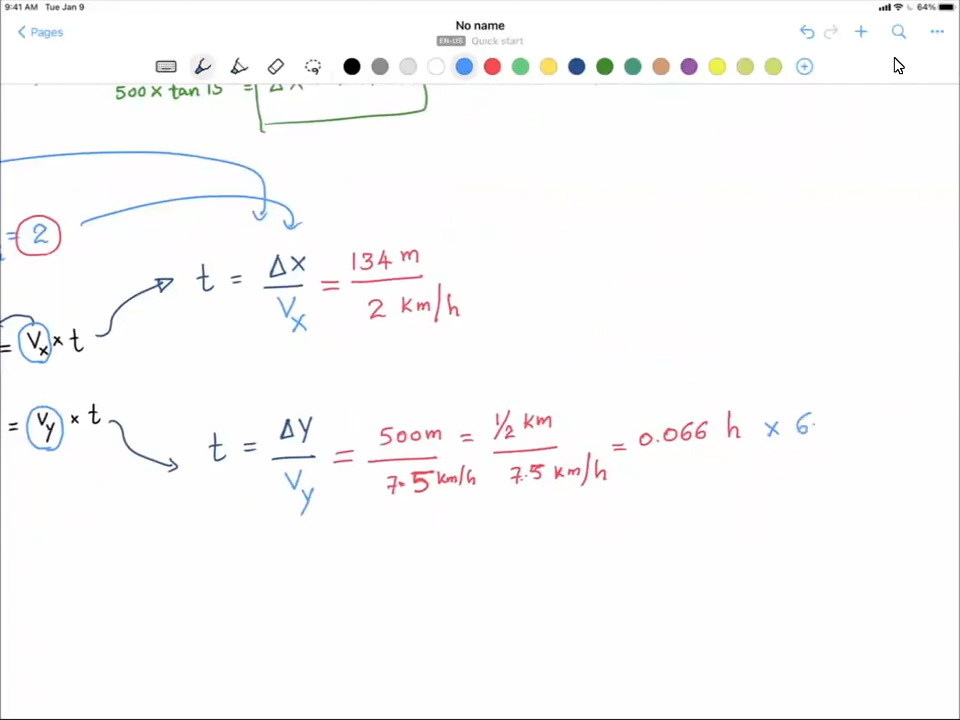 9:41 AM Tue Jan 9
64%
Pages
No name
EN-US Quick start
500 x tan 15 = Δx
= 2
t = Δx / Vx = 134 m / 2 km/h
= Vx × t
= Vy × t
t = Δy / Vy = 500m / 7.5 km/h = 1/2 km / 7.5 km/h = 0.066 h × 6